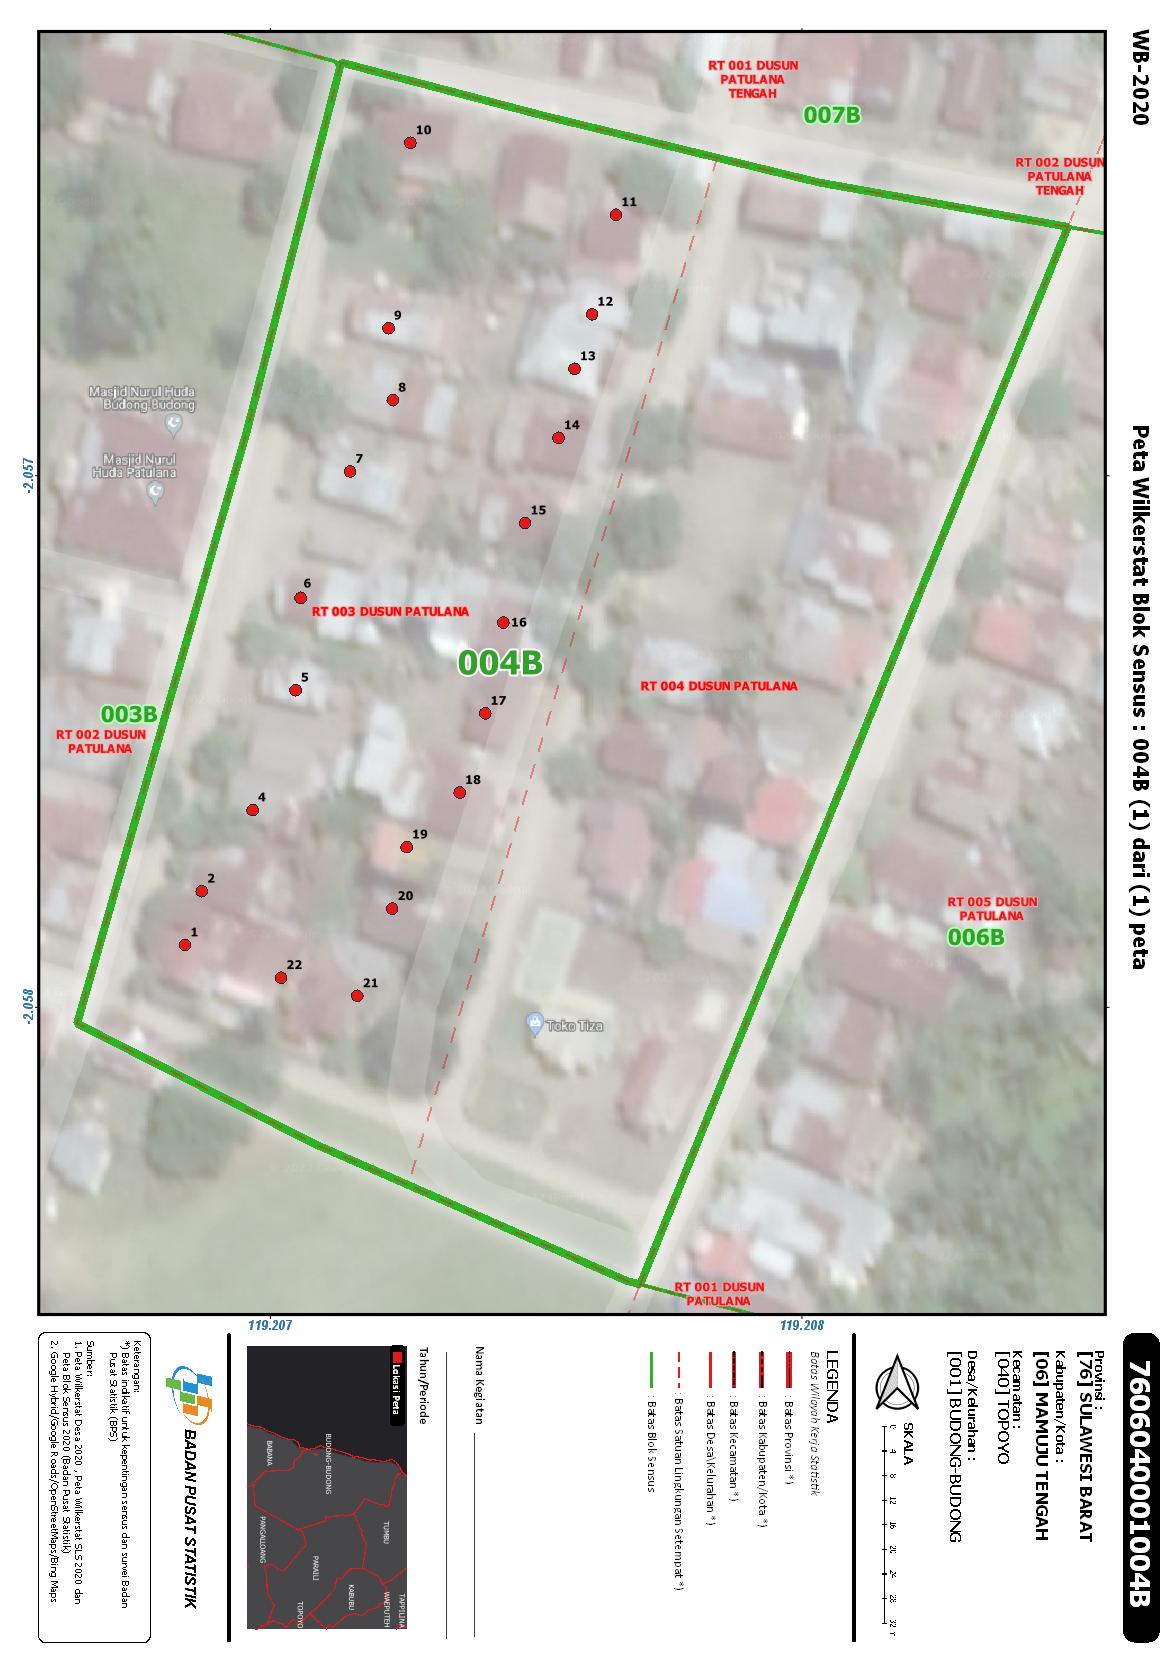 WB-2020
Peta Wilkerstat Blok Sensus : 004B (1) dari (1) peta
RT 001 DUSUN
PATULANA
TENGAH
007B
RT 002 DUSUN
PATULANA
TENGAH
10
11
12
9
13
8
14
7
15
6
16
5
17
18
4
19
2
20
1
22
21
Masjid Nurul Huda
Budong Budong
Masjid Nurul
Huda Patulana
RT 003 DUSUN PATULANA
004B
RT 004 DUSUN PATULANA
003B
RT 002 DUSUN
PATULANA
RT 005 DUSUN
PATULANA
006B
Toko Tiza
RT 001 DUSUN
PATULANA
-2.057
-2.058
119.207
119.208
7606040001004B
Provinsi :
[76] SULAWESI BARAT
Kabupaten/Kota :
[06] MAMUJU TENGAH
Kecamatan :
[040] TOPOYO
Desa/Kelurahan :
[001] BUDONG-BUDONG
SKALA
0 4 8 12 16 20 24 28 32
LEGENDA
Batas Wilayah Kerja Statistik
: Batas Provinsi *)
: Batas Kabupaten/Kota *)
: Batas Kecamatan *)
: Batas Desa\Kelurahan *)
: Batas Satuan Lingkungan Setempat *)
: Batas Blok Sensus
Nama Kegiatan
Tahun/Periode
Lokasi Peta
BUDONG-BUDONG
BABANA
TUMBU
PANGALLOANG
PARAILI
KABUBU
WAEPUTEH
TAPPILINA
TOPOYO
BADAN PUSAT STATISTIK
Keterangan:
*) Batas indikatif untuk kepentingan sensus dan survei Badan
Pusat Statistik (BPS)
Sumber:
1. Peta Wilkerstat Desa 2020 , Peta Wilkerstat SLS 2020 dan
Peta Blok Sensus 2020 (Badan Pusat Statistik)
2. Google Hybrid/Google Roads/OpenStreetMaps/Bing Maps